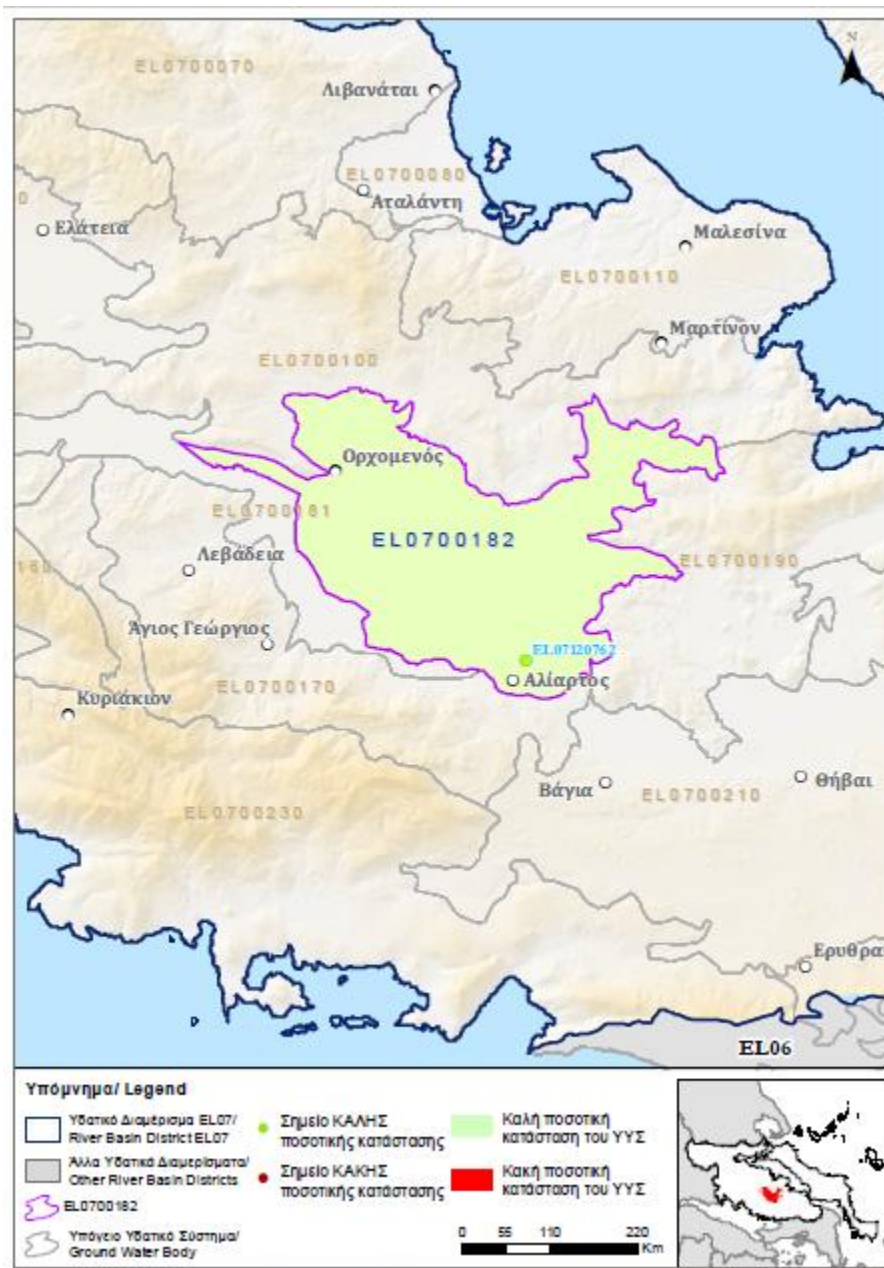 N
EL0700070
Λιβανάται
EL0700080
Αταλάντη
Ελάτεια
Μαλεσίνα
EL0700110
Μαρτίνον
EL0700100
Ορχομενός
EL0700181
EL0700182
Λεβάδεια
EL0700190
Άγιος Γεώργιος
EL07120762
Αλίαρτος
EL0700170
Κυριάκιον
Βάγια
EL0700210
Θήβαι
EL0700230
Ερυθραί
EL06
Υπόμνημα/ Legend
Υδατικό Διαμέρισμα EL07/
River Basin District EL07
Άλλα Υδατικά Διαμερίσματα/
Other River Basin Districts
EL0700182
Υπόγειο Υδατικό Σύστημα/
Ground Water Body
Σημείο ΚΑΛΗΣ
ποσοτικής κατάστασης
Σημείο ΚΑΚΗΣ
ποσοτικής κατάστασης
Καλή ποσοτική
κατάσταση του ΥΥΣ
Κακή ποσοτική
κατάσταση του ΥΥΣ
0 55 110 220
Km